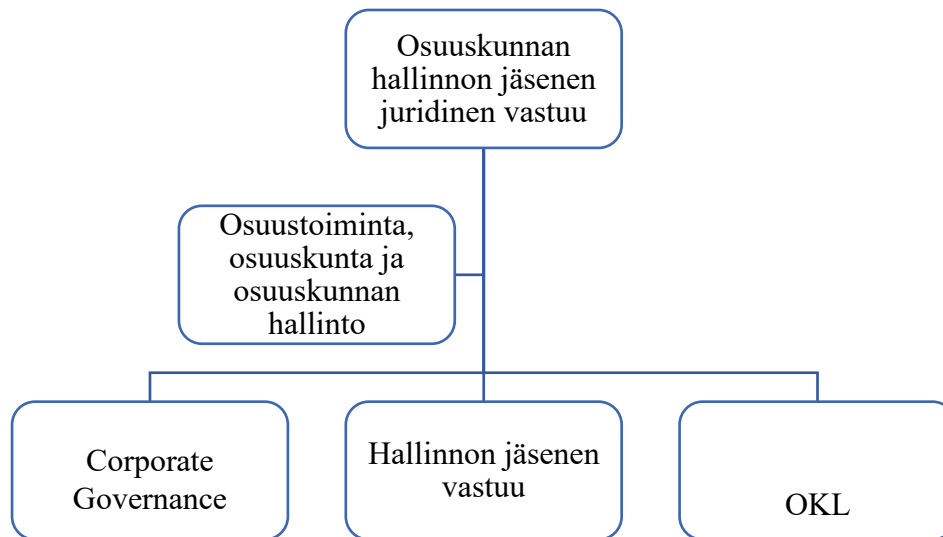 Osuuskunnan
hallinnon jäsenen
juridinen vastuu
Osuustoiminta,
osuuskunta ja
osuuskunnan
hallinto
Corporate
Governance
Hallinnon jäsenen
vastuu
OKL